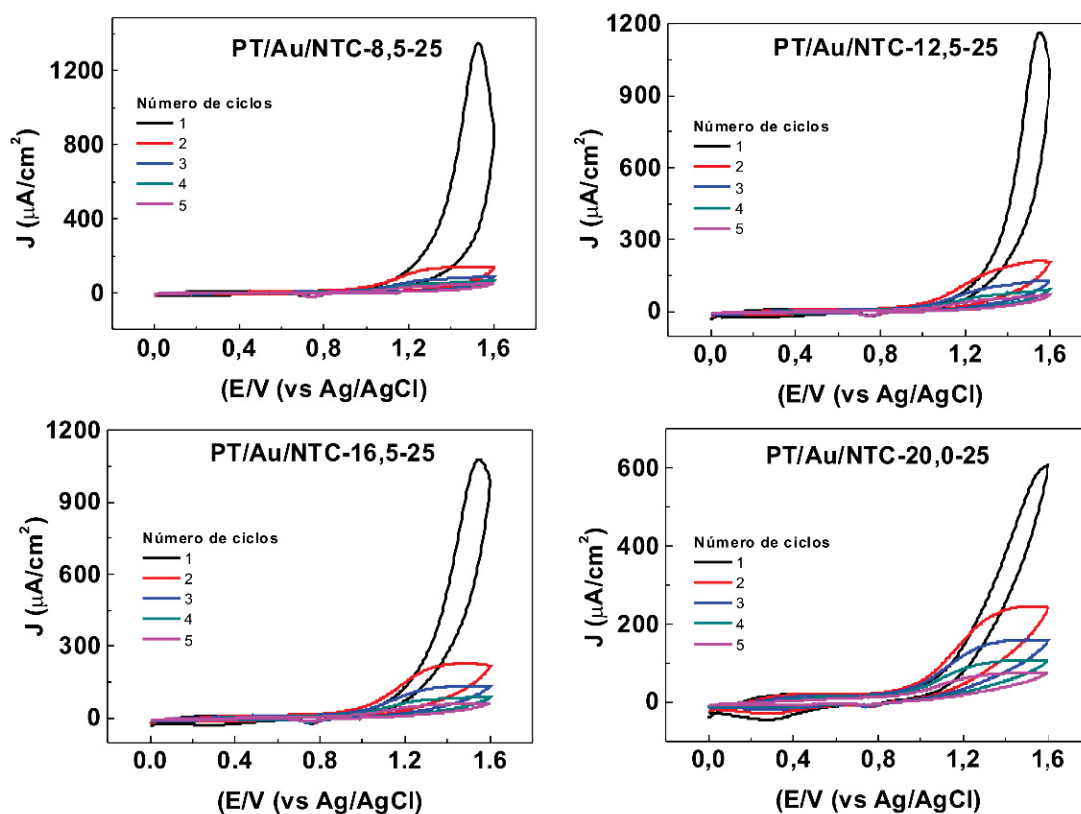 PT/Au/NTC-8,5-25
Número de ciclos
1
2
3
4
5
J (μA/cm²)
1200
800
400
0
0,0 0,4 0,8 1,2 1,6
(E/V (vs Ag/AgCl)
PT/Au/NTC-12,5-25
Número de ciclos
1
2
3
4
5
J (μA/cm²)
1200
900
600
300
0
0,0 0,4 0,8 1,2 1,6
(E/V (vs Ag/AgCl)
PT/Au/NTC-16,5-25
Número de ciclos
1
2
3
4
5
J (μA/cm²)
1200
900
600
300
0
0.0 0.4 0.8 1.2 1.6
(E/V (vs Ag/AgCl)
PT/Au/NTC-20,0-25
Número de ciclos
1
2
3
4
5
J (μA/cm²)
600
400
200
0
0,0 0,4 0,8 1,2 1,6
(E/V (vs Ag/AgCl)